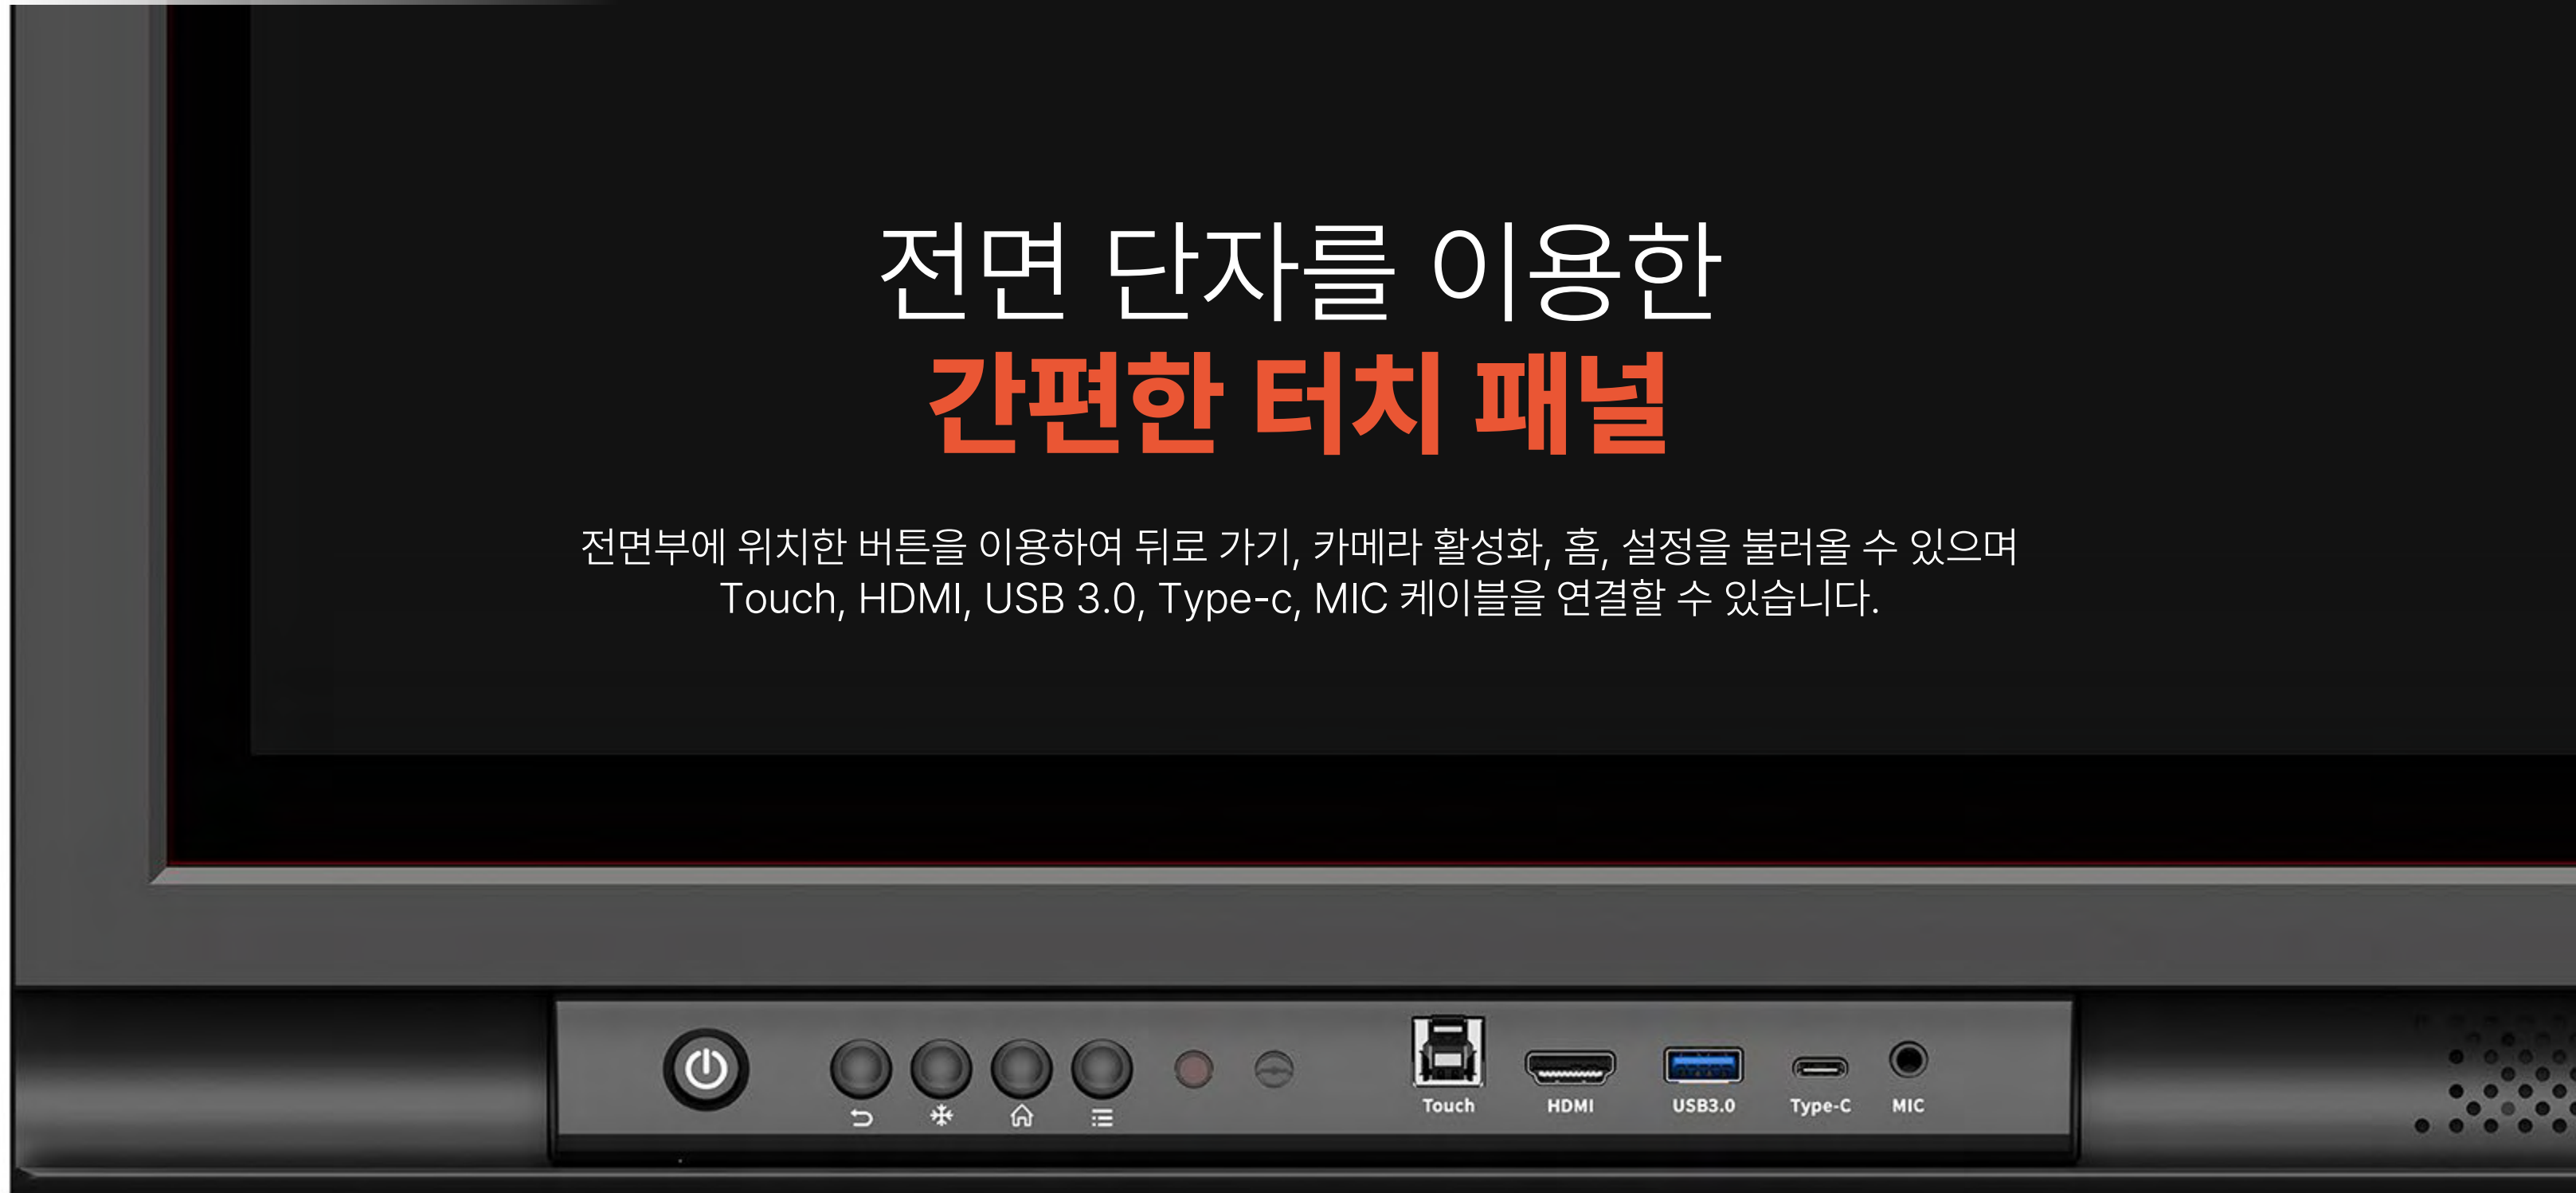 전면 단자를 이용한
간편한 터치 패널
전면부에 위치한 버튼을 이용하여 뒤로 가기, 카메라 활성화, 홈, 설정을 불러올 수 있으며
Touch, HDMI, USB 3.0, Type-c, MIC 케이블을 연결할 수 있습니다.
Touch HDMI USB3.0 Type-C MIC